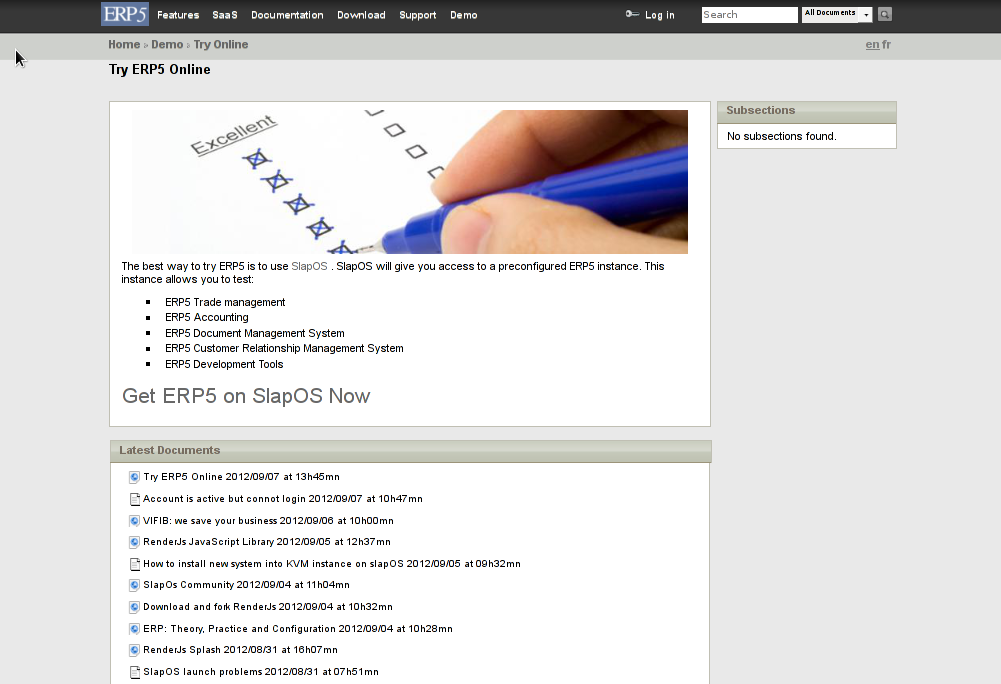 ERP5 Features SaaS Documentation Download Support Demo Log in Search All Documents
Home » Demo » Try Online en fr
Try ERP5 Online
Excellent
Subsections
No subsections found.
The best way to try ERP5 is to use SlapOS . SlapOS will give you access to a preconfigured ERP5 instance. This
instance allows you to test:
ERP5 Trade management
ERP5 Accounting
ERP5 Document Management System
ERP5 Customer Relationship Management System
ERP5 Development Tools
Get ERP5 on SlapOS Now
Latest Documents
Try ERP5 Online 2012/09/07 at 13h45mn
Account is active but connot login 2012/09/07 at 10h47mn
VIFIB: we save your business 2012/09/06 at 10h00mn
RenderJs JavaScript Library 2012/09/05 at 12h37mn
How to install new system into KVM instance on slapOS 2012/09/05 at 09h32mn
SlapOs Community 2012/09/04 at 11h04mn
Download and fork RenderJs 2012/09/04 at 10h32mn
ERP: Theory, Practice and Configuration 2012/09/04 at 10h28mn
RenderJs Splash 2012/08/31 at 16h07mn
SlapOS launch problems 2012/08/31 at 07h51mn